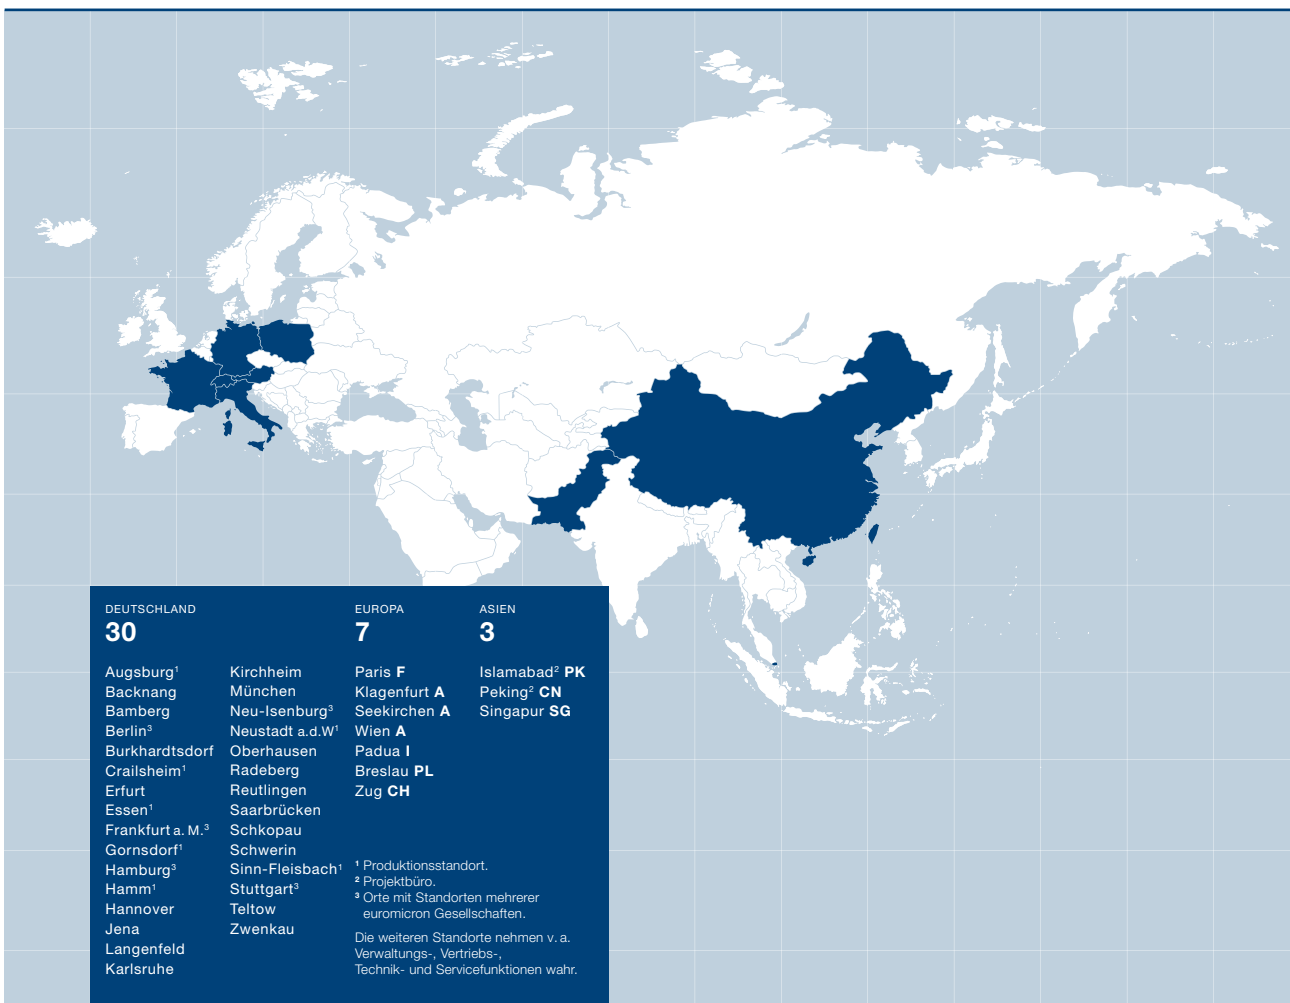 DEUTSCHLAND
30
Augsburg¹
Backnang
Bamberg
Berlin³
Burkhardtsdorf
Crailsheim¹
Erfurt
Essen¹
Frankfurt a. M.³
Gornsdorf¹
Hamburg³
Hamm¹
Hannover
Jena
Langenfeld
Karlsruhe
Kirchheim
München
Neu-Isenburg³
Neustadt a.d.W¹
Oberhausen
Radeberg
Reutlingen
Saarbrücken
Schkopau
Schwerin
Sinn-Fleisbach¹
Stuttgart³
Teltow
Zwenkau
EUROPA
7
Paris F
Klagenfurt A
Seekirchen A
Wien A
Padua I
Breslau PL
Zug CH
ASIEN
3
Islamabad² PK
Peking² CN
Singapur SG
¹ Produktionsstandort.
² Projektbüro.
³ Orte mit Standorten mehrerer
euromicron Gesellschaften.
Die weiteren Standorte nehmen v. a.
Verwaltungs-, Vertriebs-,
Technik- und Servicefunktionen wahr.